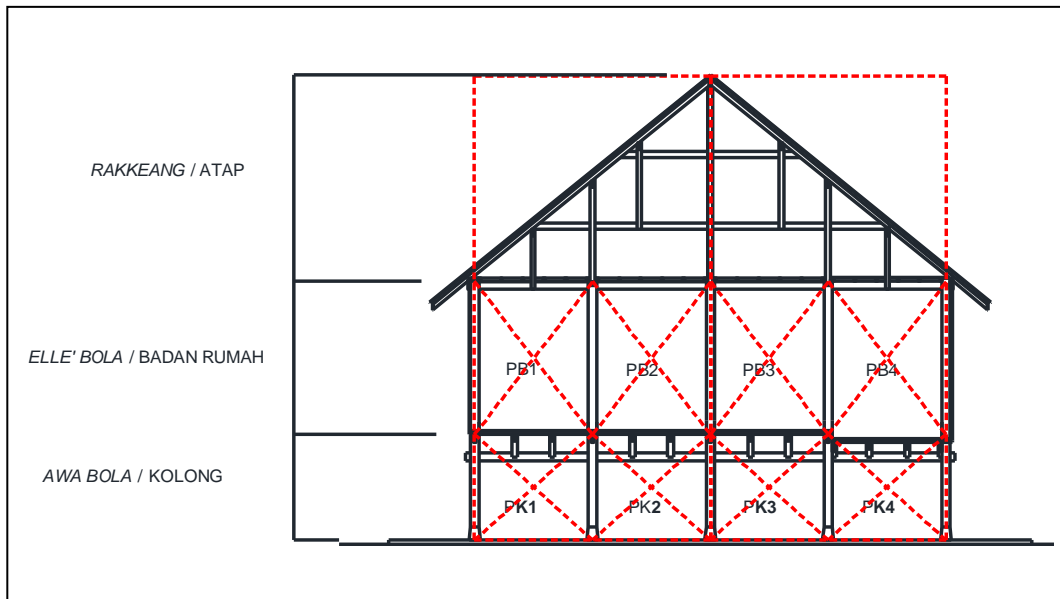 RAKKEANG / ATAP
ELLE' BOLA / BADAN RUMAH
PB1 PB2 PB3 PB4
AWA BOLA / KOLONG
PK1 PK2 PK3 PK4